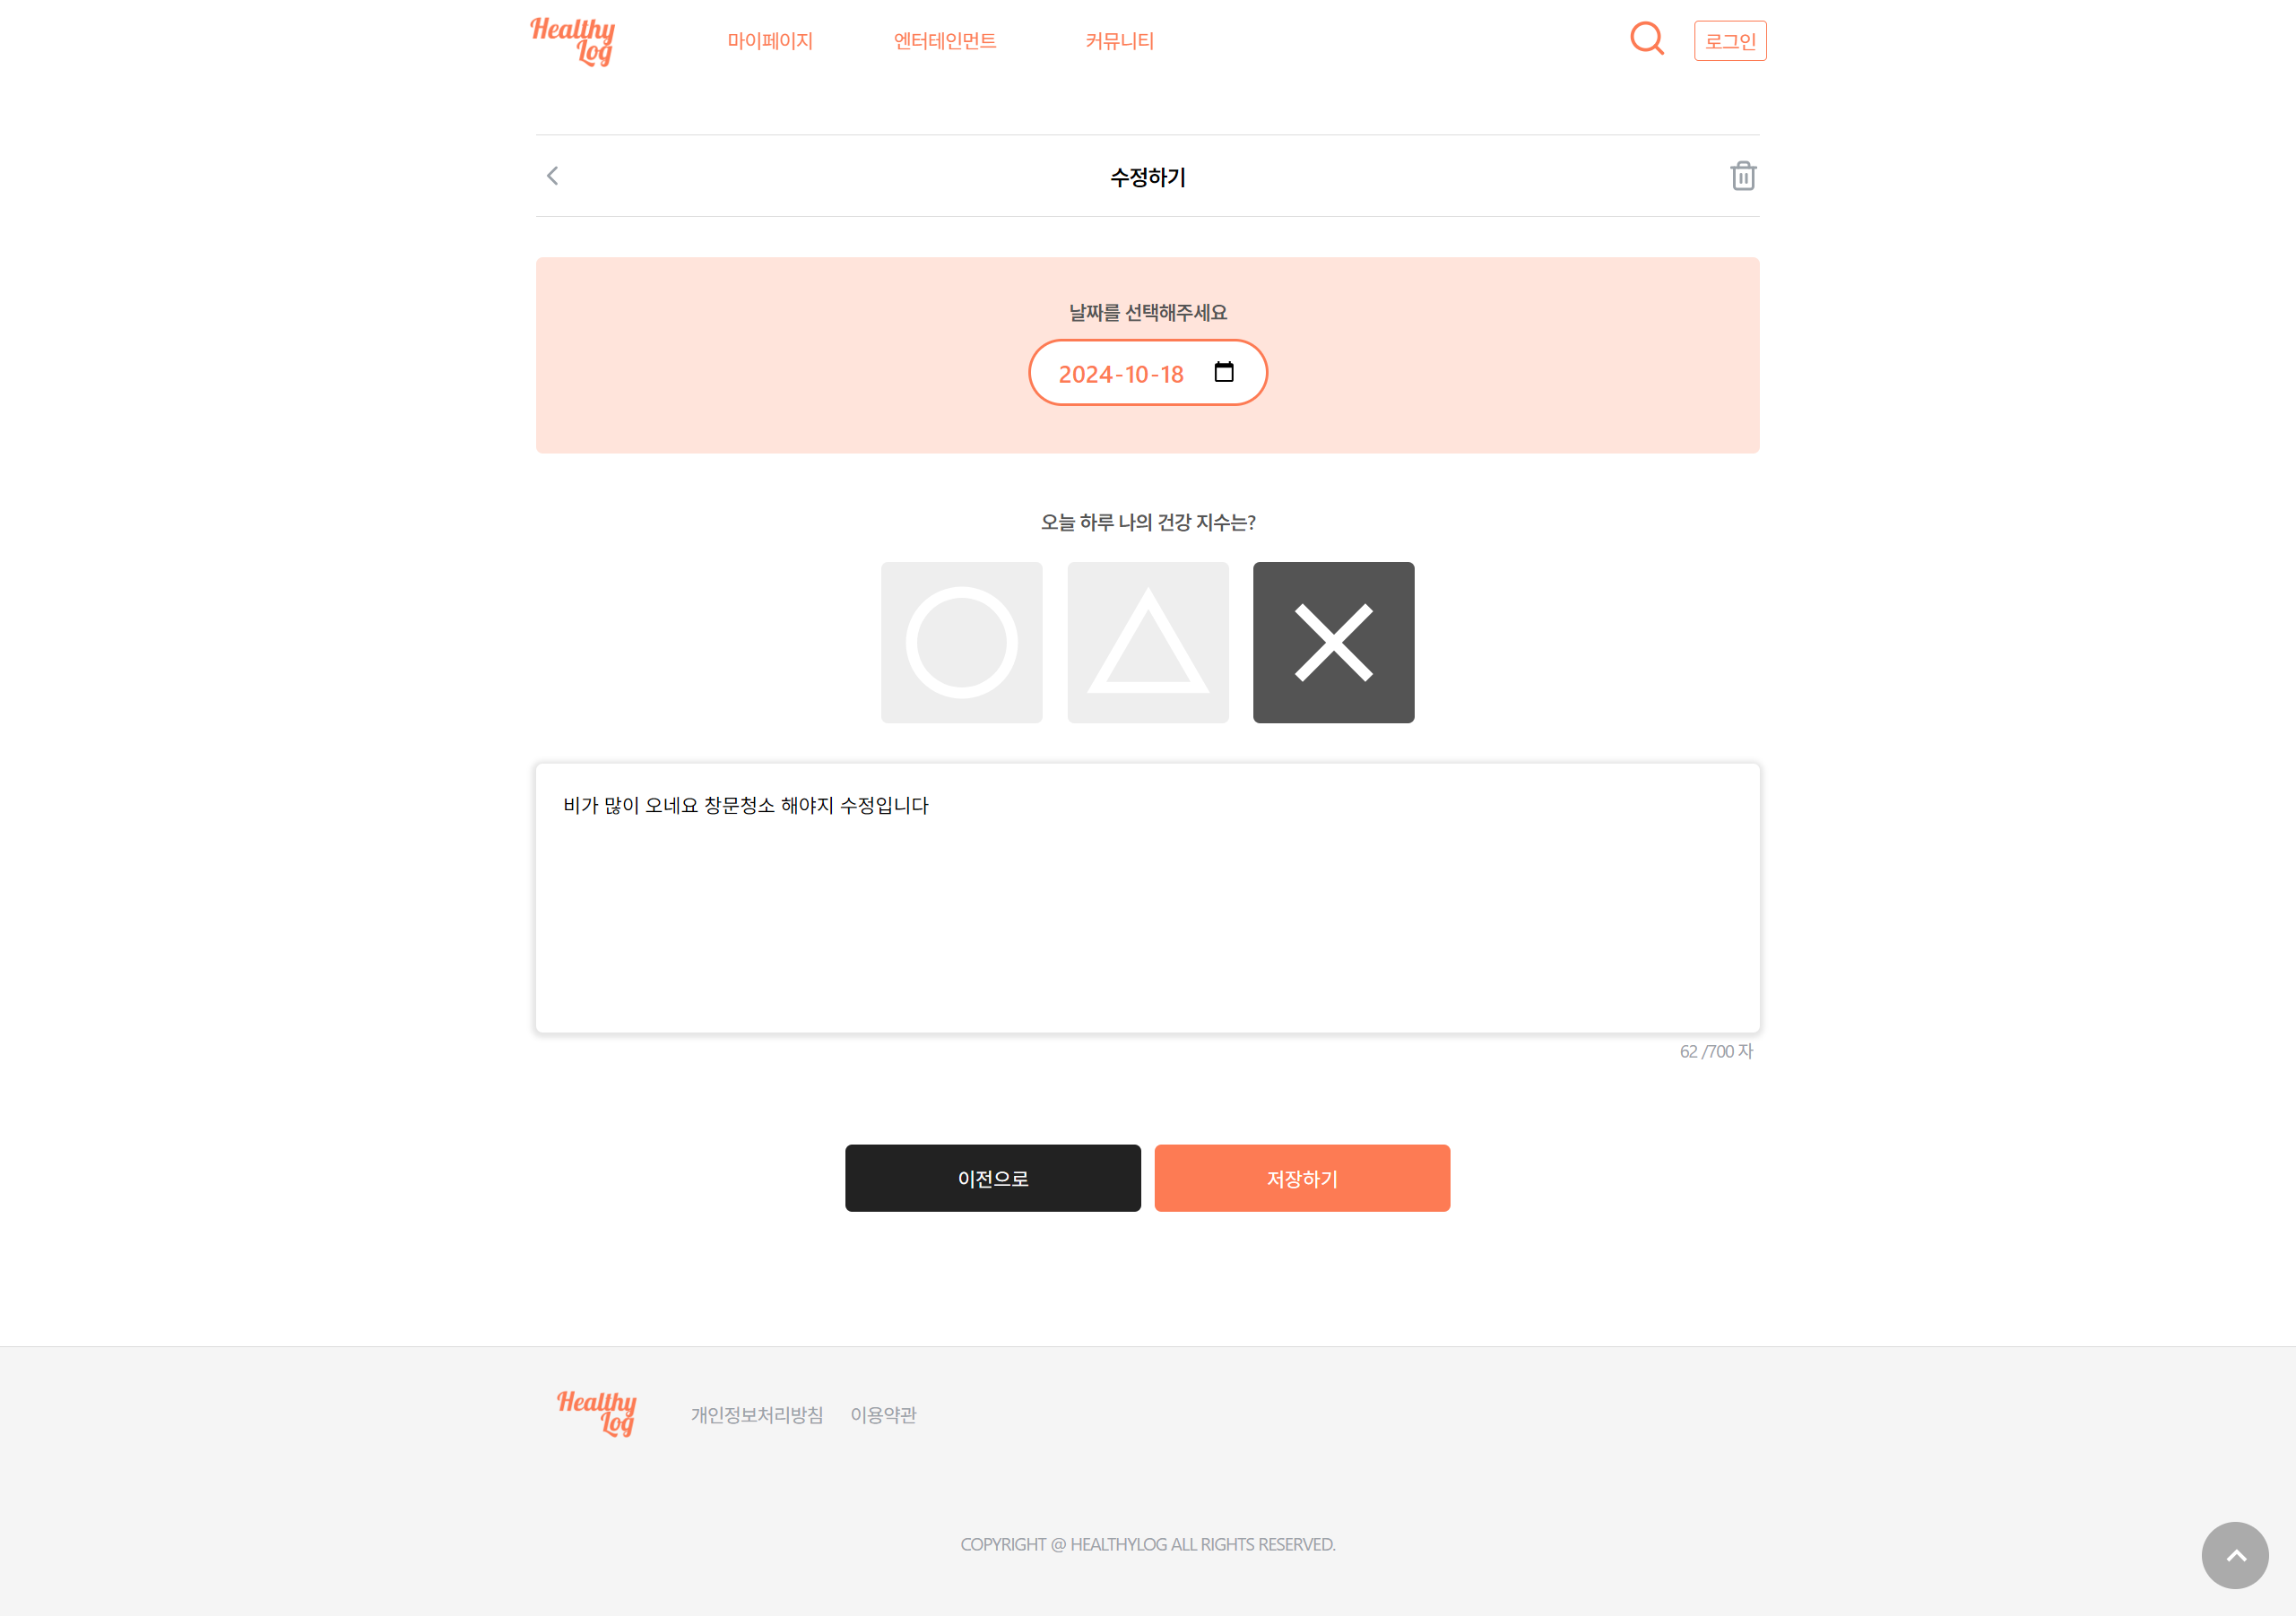 Healthy
Log
마이페이지
엔터테인먼트
커뮤니티
로그인
수정하기
날짜를 선택해주세요
2024-10-18
오늘 하루 나의 건강 지수는?
비가 많이 오네요 창문청소 해야지 수정입니다
62 /700 자
이전으로
저장하기
Healthy
Log
개인정보처리방침
이용약관
COPYRIGHT @ HEALTHYLOG ALL RIGHTS RESERVED.